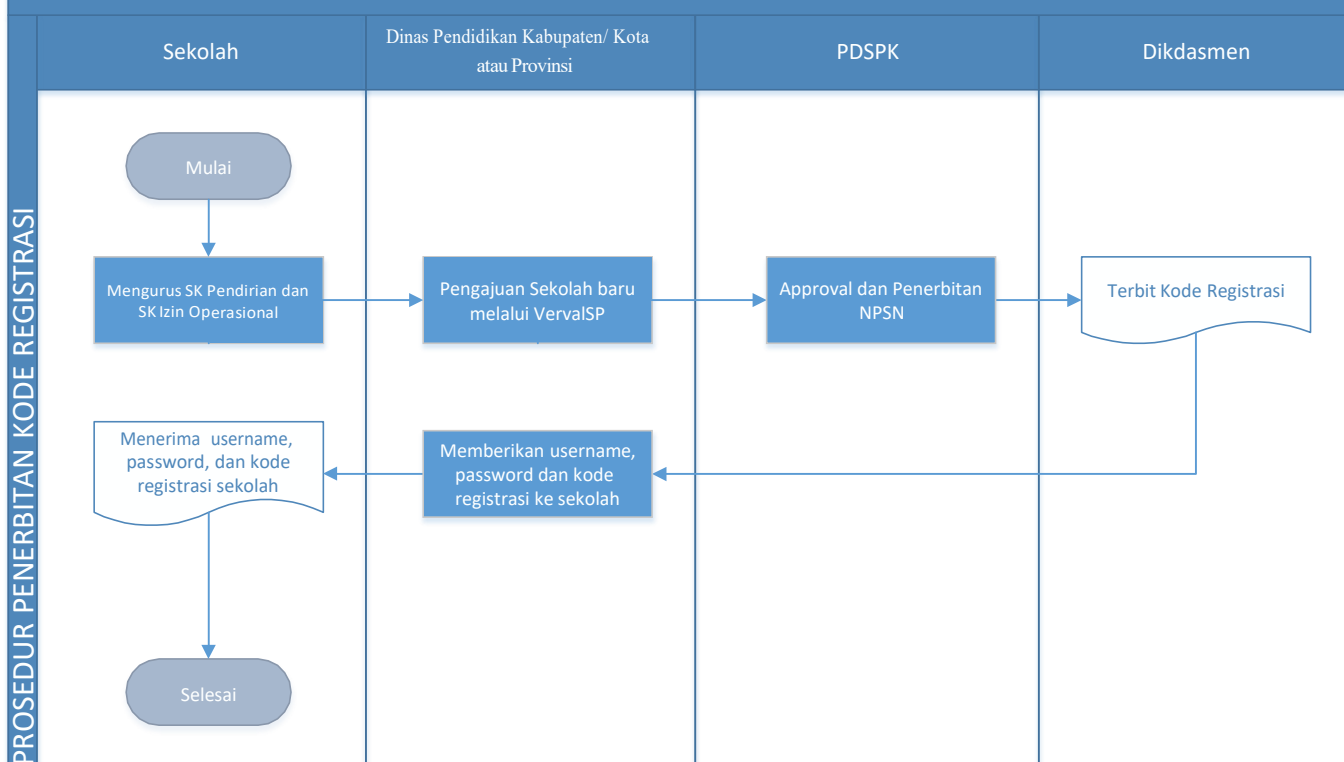 PROSEDUR PENERBITAN KODE REGISTRASI
Sekolah
Dinas Pendidikan Kabupaten/ Kota
atau Provinsi
PDSPK
Dikdasmen
Mulai
Mengurus SK Pendirian dan
SK Izin Operasional
Pengajuan Sekolah baru
melalui VervalSP
Approval dan Penerbitan
NPSN
Terbit Kode Registrasi
Menerima username,
password, dan kode
registrasi sekolah
Memberikan username,
password dan kode
registrasi ke sekolah
Selesai